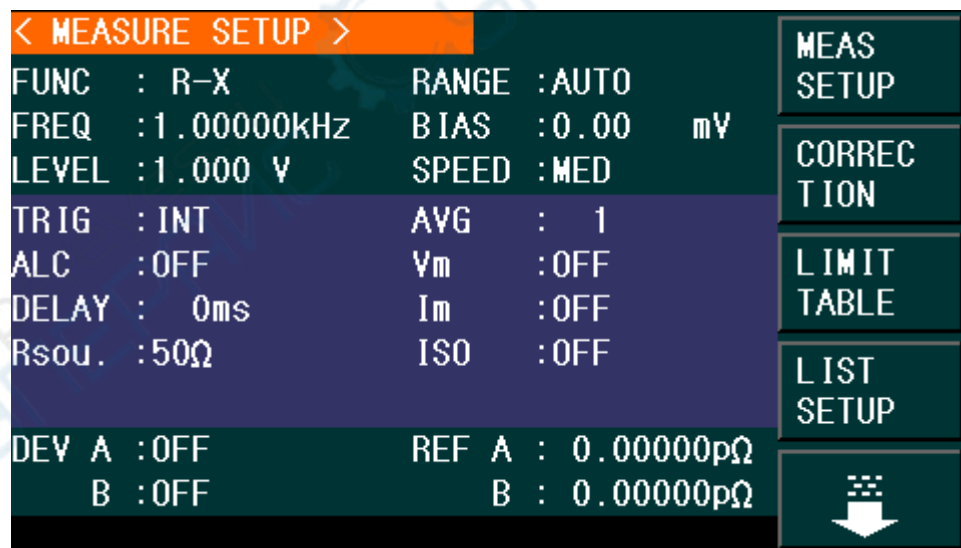 < MEASURE SETUP >
FUNC : R-X RANGE :AUTO
FREQ :1.00000kHz BIAS :0.00 mV
LEVEL :1.000 V SPEED :MED
TRIG :INT AVG : 1
ALC :OFF Vm :OFF
DELAY : 0ms Im :OFF
Rsou. :50Ω ISO :OFF
DEV A :OFF REF A : 0.00000pΩ
B :OFF B : 0.00000pΩ
MEAS
SETUP
CORREC
TION
LIMIT
TABLE
LIST
SETUP